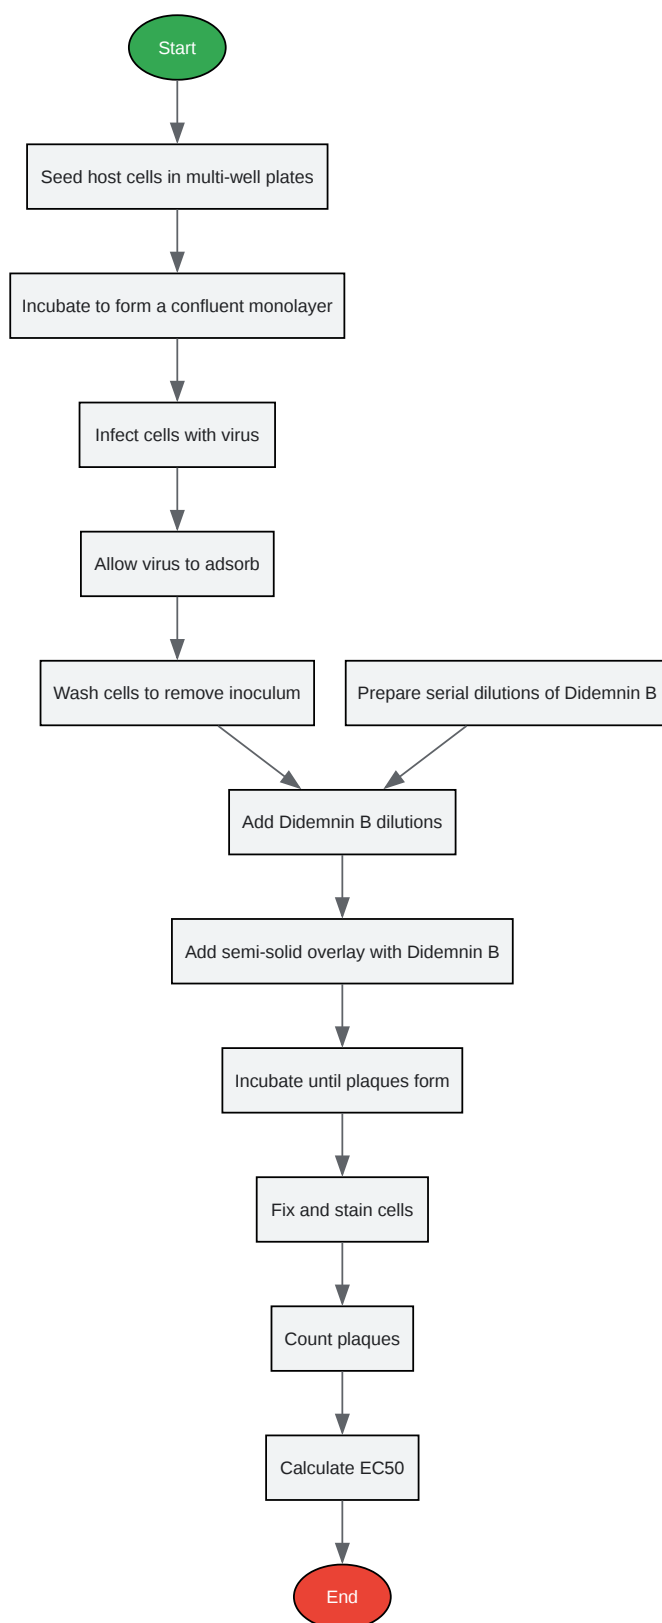 Start
Seed host cells in multi-well plates
Incubate to form a confluent monolayer
Infect cells with virus
Allow virus to adsorb
Wash cells to remove inoculum
Prepare serial dilutions of Didemnin B
Add Didemnin B dilutions
Add semi-solid overlay with Didemnin B
Incubate until plaques form
Fix and stain cells
Count plaques
Calculate EC50
End